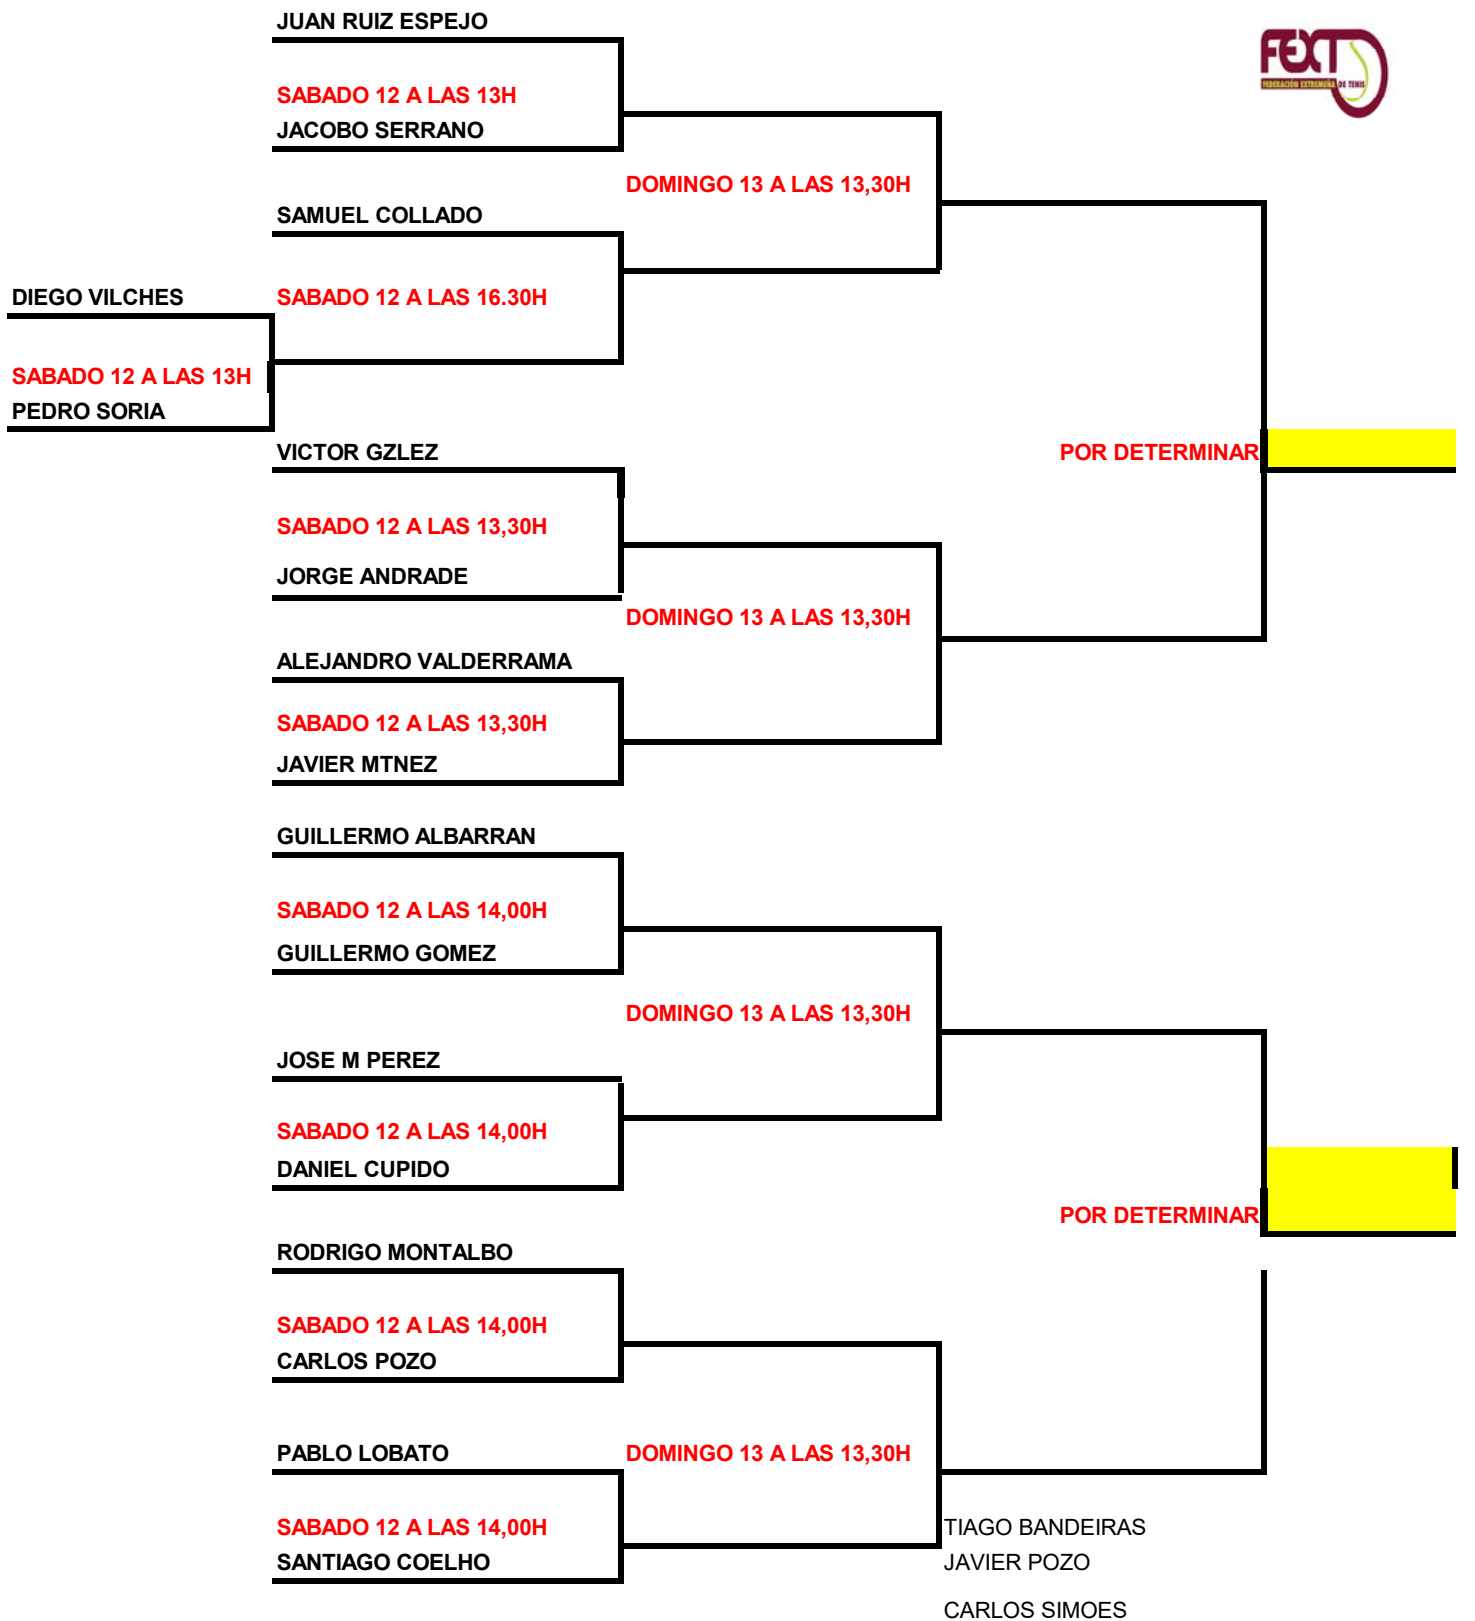 JUAN RUIZ ESPEJO
FEXT
FEDERACIÓN EXTREMEÑA DE TENIS
SABADO 12 A LAS 13H
JACOBO SERRANO
DOMINGO 13 A LAS 13,30H
SAMUEL COLLADO
DIEGO VILCHES
SABADO 12 A LAS 16.30H
SABADO 12 A LAS 13H
PEDRO SORIA
VICTOR GZLEZ
POR DETERMINAR
SABADO 12 A LAS 13,30H
JORGE ANDRADE
DOMINGO 13 A LAS 13,30H
ALEJANDRO VALDERRAMA
SABADO 12 A LAS 13,30H
JAVIER MTNEZ
GUILLERMO ALBARRAN
SABADO 12 A LAS 14,00H
GUILLERMO GOMEZ
DOMINGO 13 A LAS 13,30H
JOSE M PEREZ
SABADO 12 A LAS 14,00H
DANIEL CUPIDO
POR DETERMINAR
RODRIGO MONTALBO
SABADO 12 A LAS 14,00H
CARLOS POZO
PABLO LOBATO
DOMINGO 13 A LAS 13,30H
SABADO 12 A LAS 14,00H
TIAGO BANDEIRAS
SANTIAGO COELHO
JAVIER POZO
CARLOS SIMOES